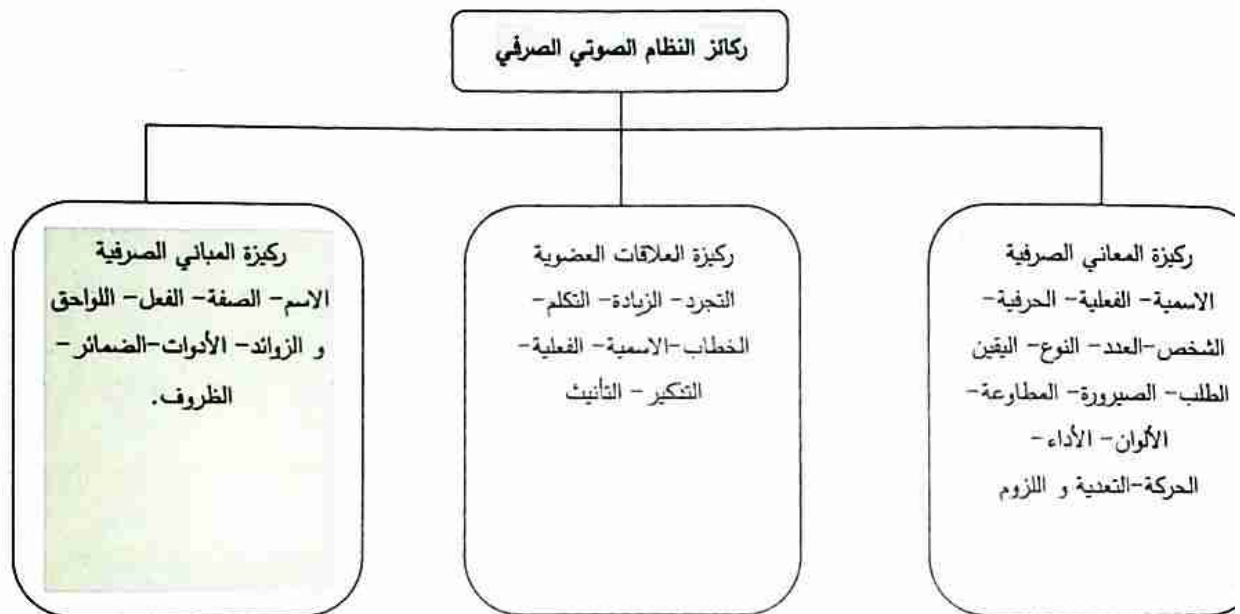 ركائز النظام الصوتي الصرفي
ركيزة المعاني الصرفية
الاسمية- الفعلية- الحرفية-
الشخص-العدد- النوع- اليقين
الطلب- الصيرورة- المطاوعة-
الألوان- الأداء-
الحركة-التعدية و اللزوم
ركيزة العلاقات العضوية
التجرد- الزيادة- التكلم-
الخطاب-الاسمية- الفعلية-
التذكير- التأنيث
ركيزة المباني الصرفية
الاسم- الصفة- الفعل- اللواحق
و الزوائد- الأدوات-الضمائر-
الظروف.